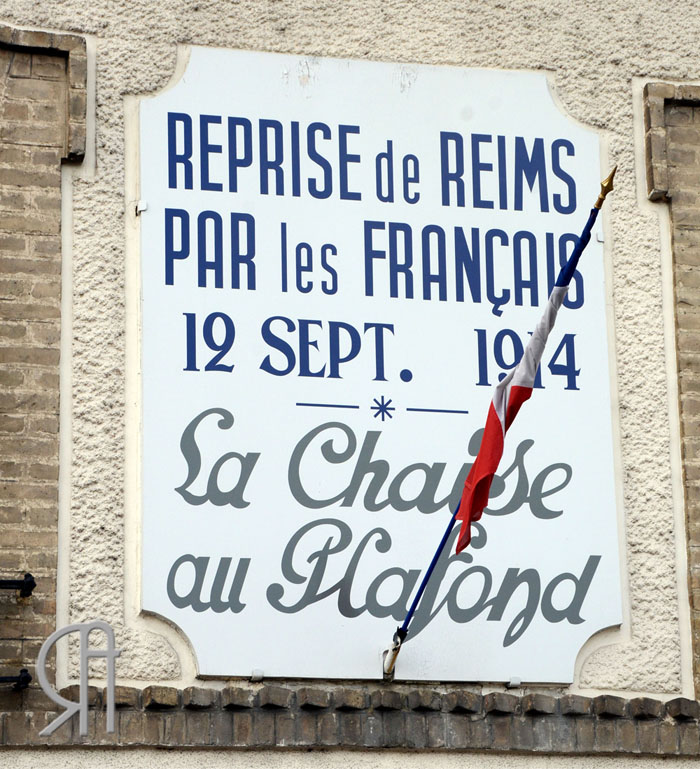 REPRISE de REIMS
PAR les FRANÇAIS
12 SEPT. 1914
La Chaise
au Plafond